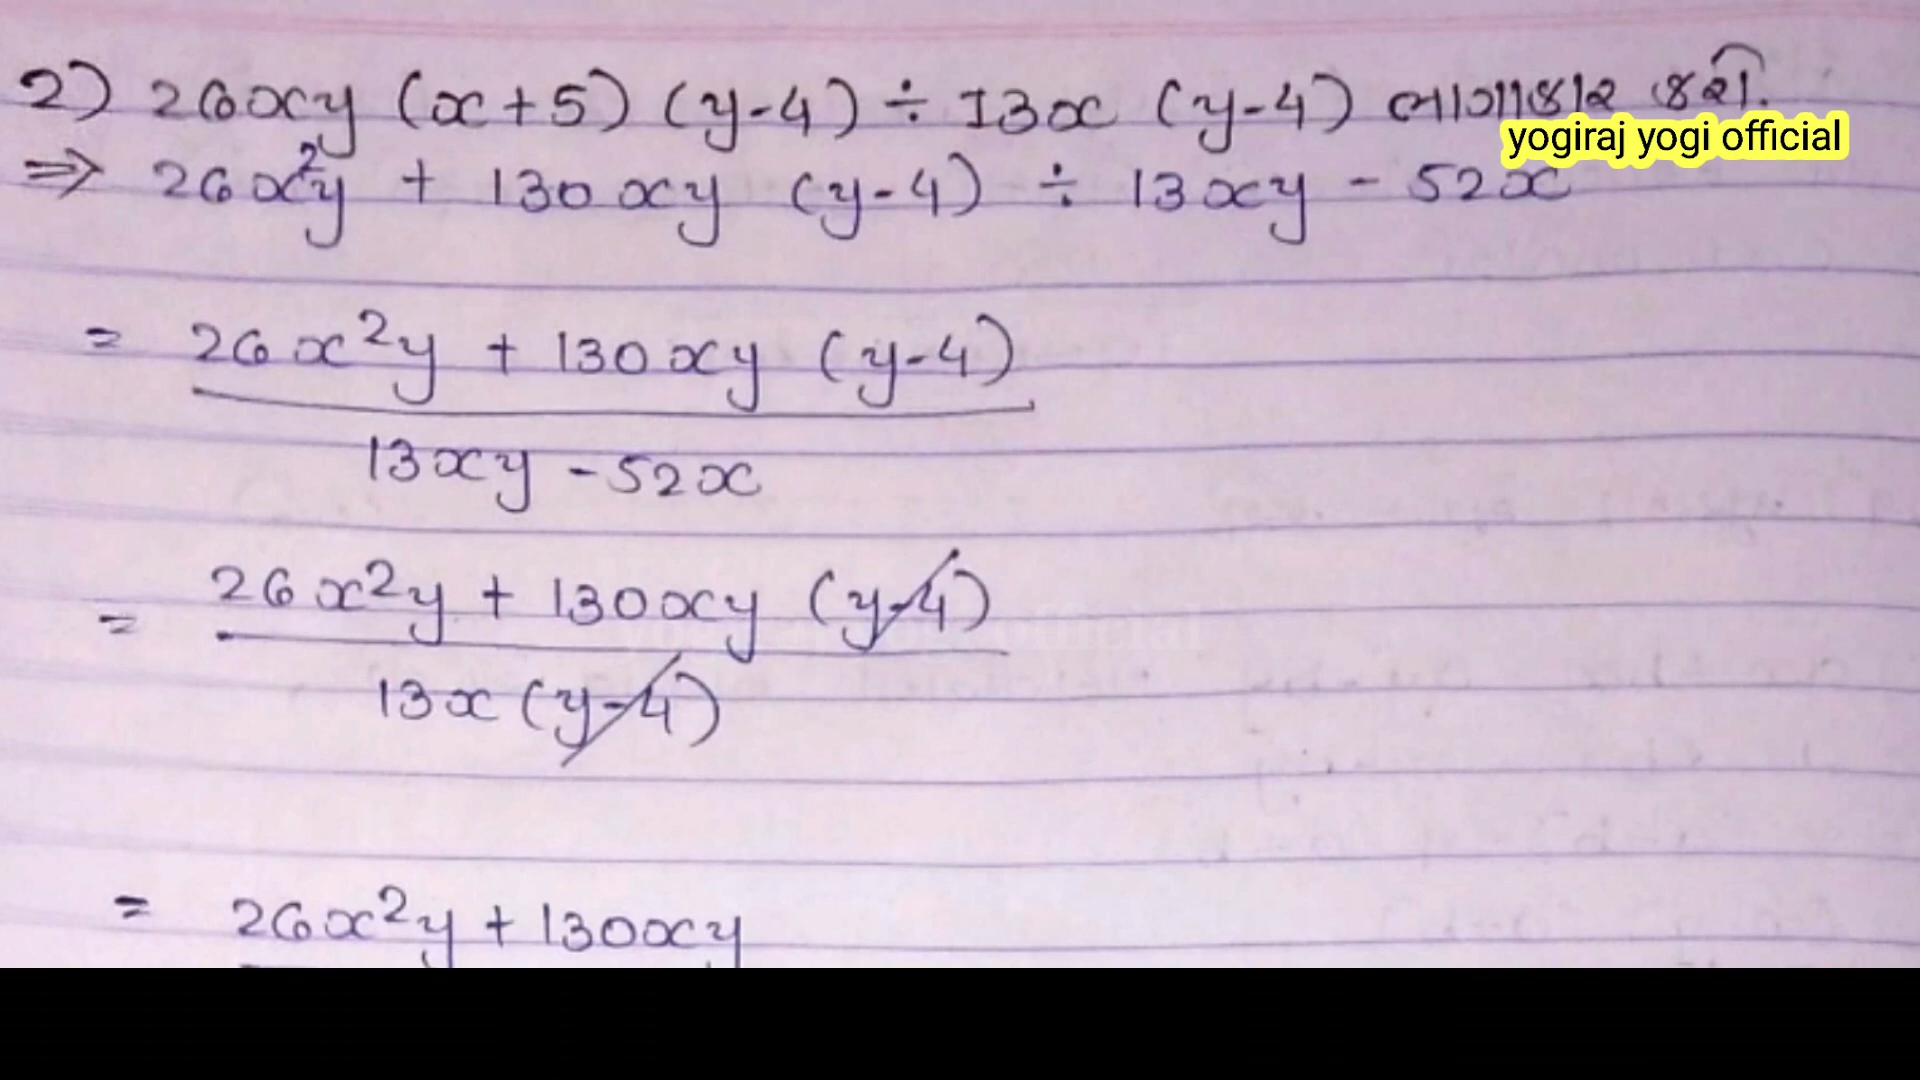 2) 26xy (x+5) (y-4) ÷ 13x (y-4) ભાગાકાર કરો.
yogiraj yogi official
⇒ 26x²y + 130xy (y-4) ÷ 13xy - 52x
= 26x²y + 130xy (y-4)
13xy - 52x
= 26x²y + 130xy (y-4)
13x (y-4)
= 26x²y + 130xy